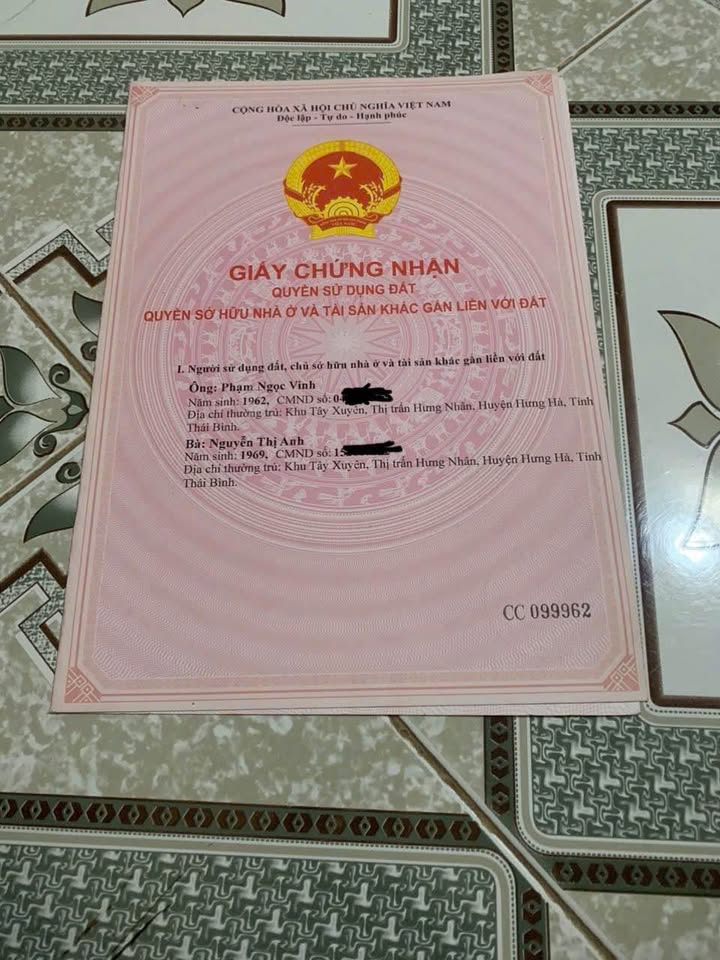 CỘNG HÒA XÃ HỘI CHỦ NGHĨA VIỆT NAM
Độc lập - Tự do - Hạnh phúc
GIẤY CHỨNG NHẬN
QUYỀN SỬ DỤNG ĐẤT
QUYỀN SỞ HỮU NHÀ Ở VÀ TÀI SẢN KHÁC GẮN LIỀN VỚI ĐẤT
I. Người sử dụng đất, chủ sở hữu nhà ở và tài sản khác gắn liền với đất
Ông: Phạm Ngọc Vinh
Năm sinh: 1962, CMND số:
Địa chỉ thường trú: Khu Tây Xuyên, Thị trấn Hưng Nhân, Huyện Hưng Hà, Tỉnh
Thái Bình.
Bà: Nguyễn Thị Anh
Năm sinh: 1969, CMND số: 15
Địa chỉ thường trú: Khu Tây Xuyên, Thị trấn Hưng Nhân, Huyện Hưng Hà, Tỉnh
Thái Bình.
CC 099962